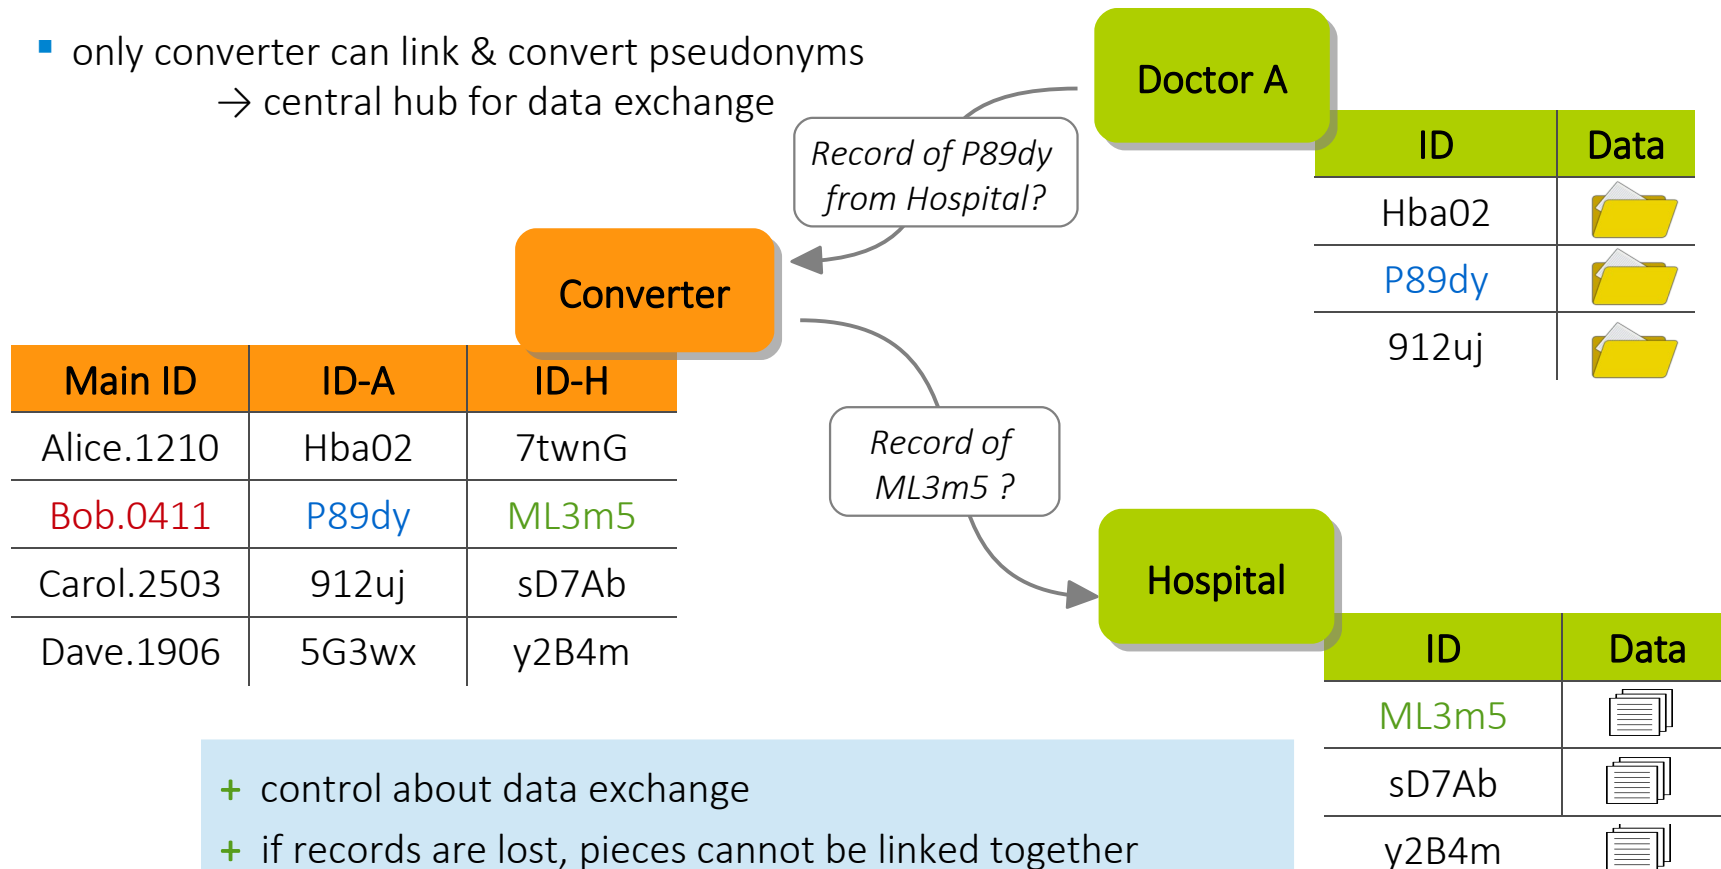 ▪ only converter can link & convert pseudonyms
→ central hub for data exchange
Doctor A
Record of P89dy
from Hospital?
ID Data
Hba02
P89dy
912uj
Converter
Main ID ID-A ID-H
Alice.1210 Hba02 7twnG
Bob.0411 P89dy ML3m5
Carol.2503 912uj sD7Ab
Dave.1906 5G3wx y2B4m
Record of
ML3m5 ?
Hospital
ID Data
ML3m5
sD7Ab
y2B4m
+ control about data exchange
+ if records are lost, pieces cannot be linked together